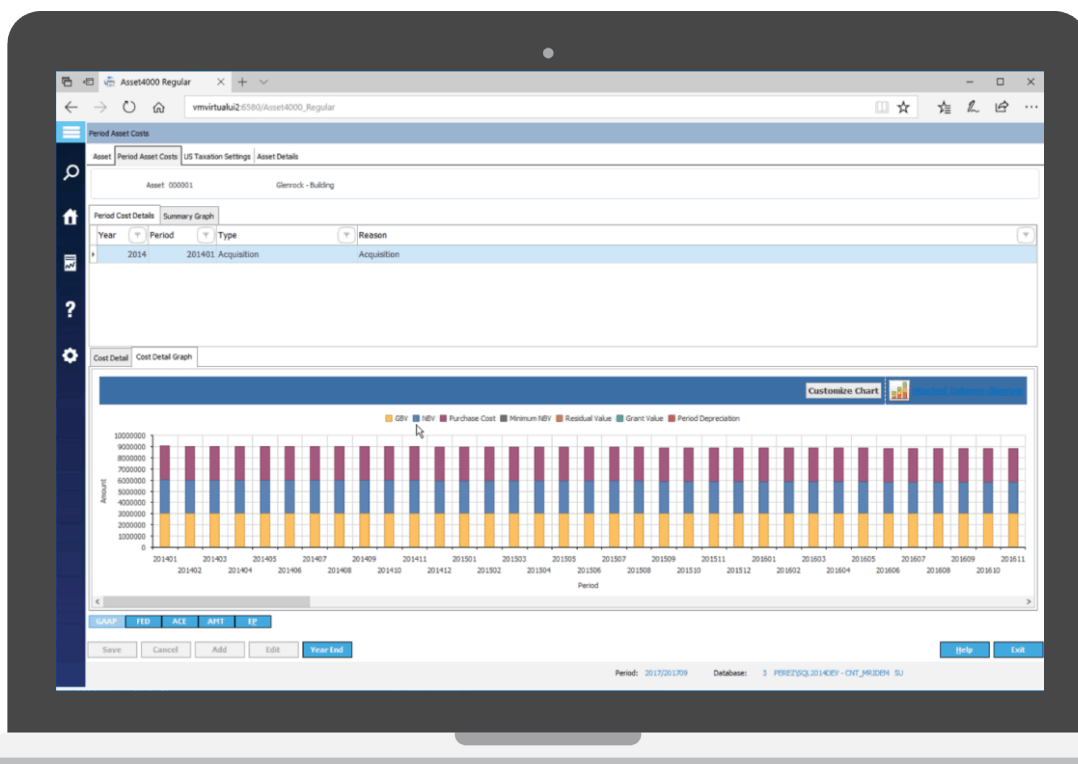 Asset4000 Regular
vmvirtualui2:6580/Asset4000_Regular
Period Asset Costs
Asset Period Asset Costs US Taxation Settings Asset Details
Asset 000001 Glenrock - Building
Period Cost Details Summary Graph
Year Period Type Reason
2014 201401 Acquisition Acquisition
Cost Detail Cost Detail Graph
Customize Chart
GBV NBV Purchase Cost Minimum NBV Residual Value Grant Value Period Depreciation
10000000
9000000
8000000
7000000
6000000
5000000
4000000
3000000
2000000
1000000
0
Amount
201401 201403 201405 201407 201409 201411 201501 201503 201505 201507 201509 201511 201601 201603 201605 201607 201609 201611
201402 201404 201406 201408 201410 201412 201502 201504 201506 201508 201510 201512 201602 201604 201606 201608 201610
Period
GAAP FED ACE AMT EP
Save Cancel Add Edit Year End Help Exit
Period: 2017/201709 Database: 3 PEREZ\SQL2014DEV - CNT_MRIDEM SU